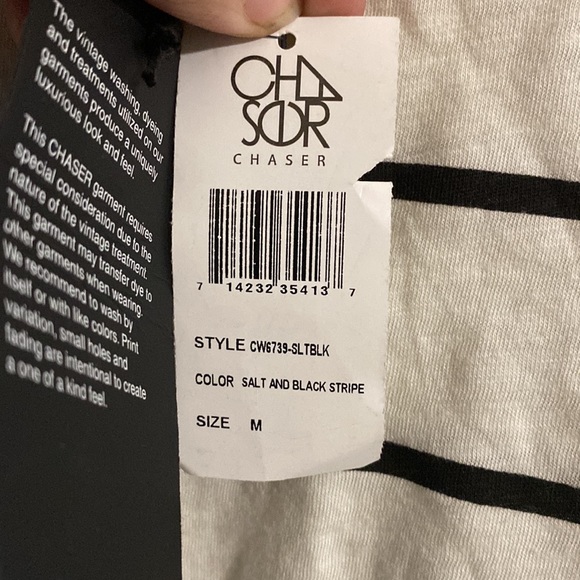 The vintage washing, dyeing
and treatments utilized on our
garments produce a uniquely
luxurious look and feel.
This CHASER garment requires
special consideration due to the
nature of the vintage treatment.
This garment may transfer dye to
other garments when wearing.
We recommend to wash by
itself or with like colors. Print
variation, small holes and
fading are intentional to create
a one of a kind feel.
CHA
SER
CHASER
7 14232 35413 7
STYLE CW6739-SLTBLK
COLOR SALT AND BLACK STRIPE
SIZE M